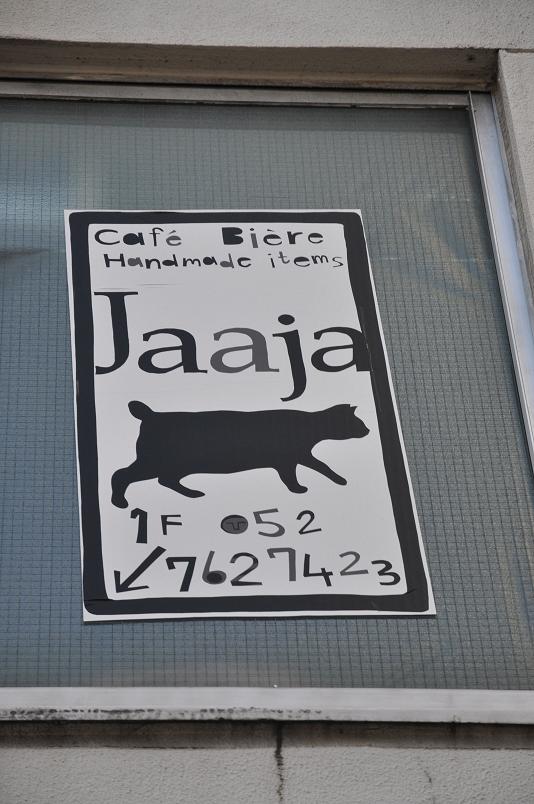 Café Bière
Handmade items
Jaaja
1F 052
↙7627423